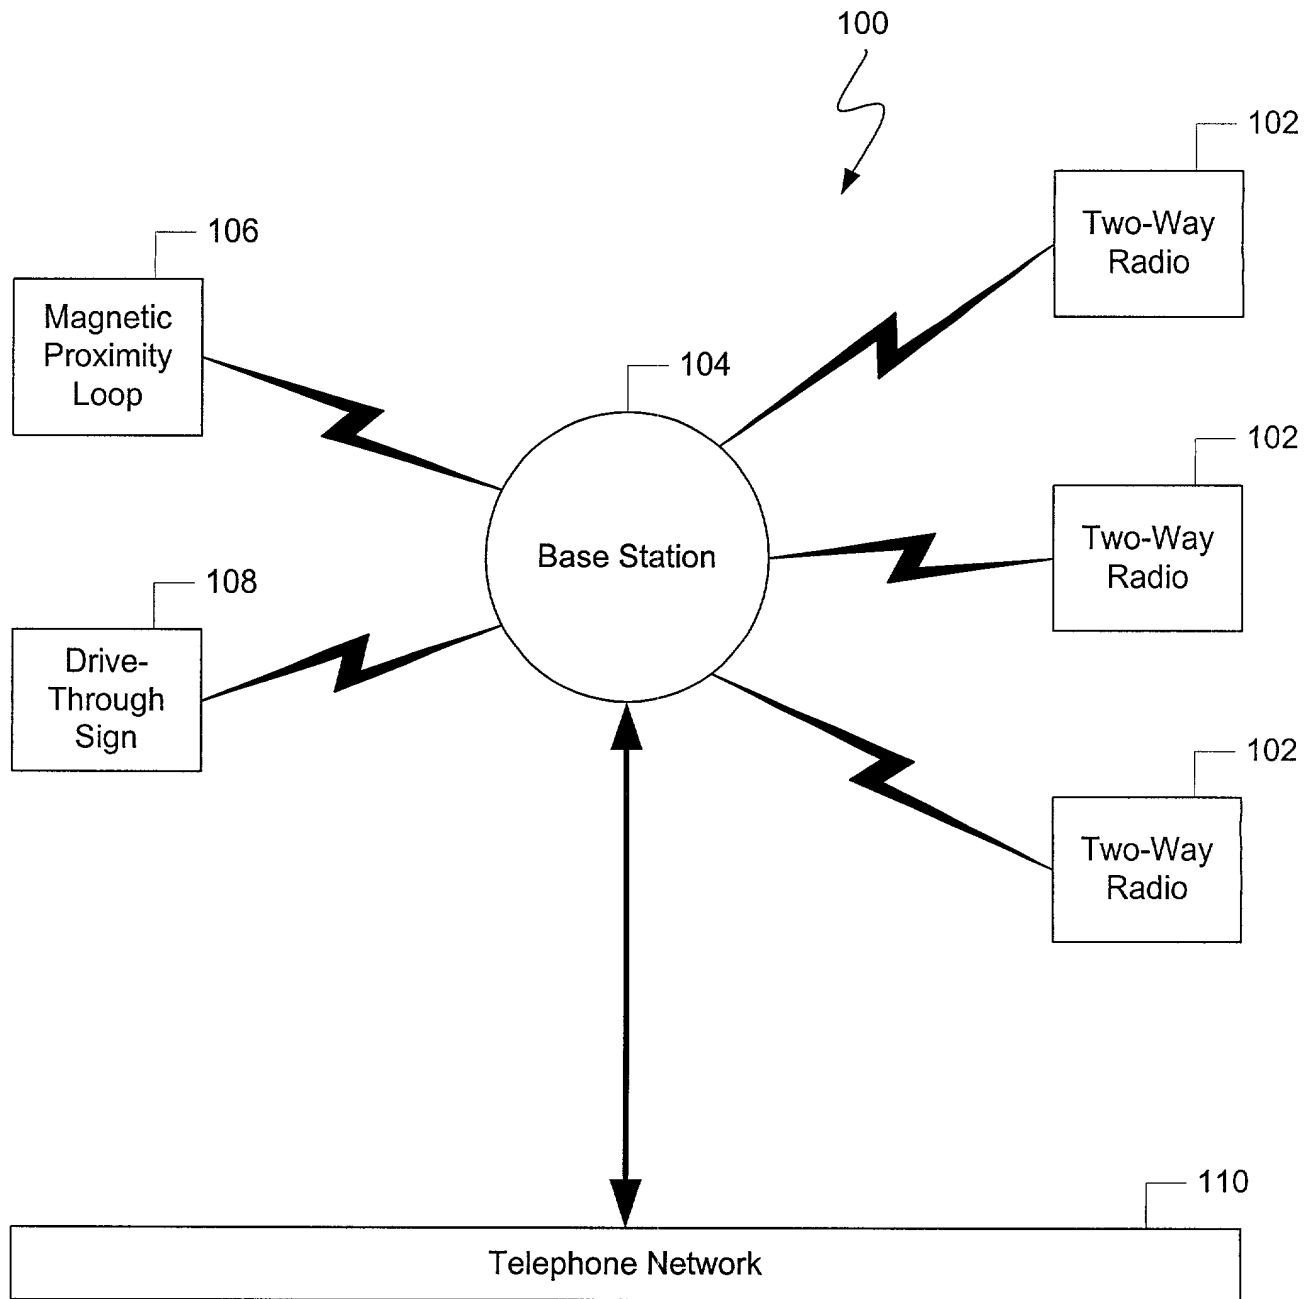 100
102
Two-Way
Radio
106
Magnetic
Proximity
Loop
104
Base Station
102
Two-Way
Radio
108
Drive-
Through
Sign
102
Two-Way
Radio
110
Telephone Network